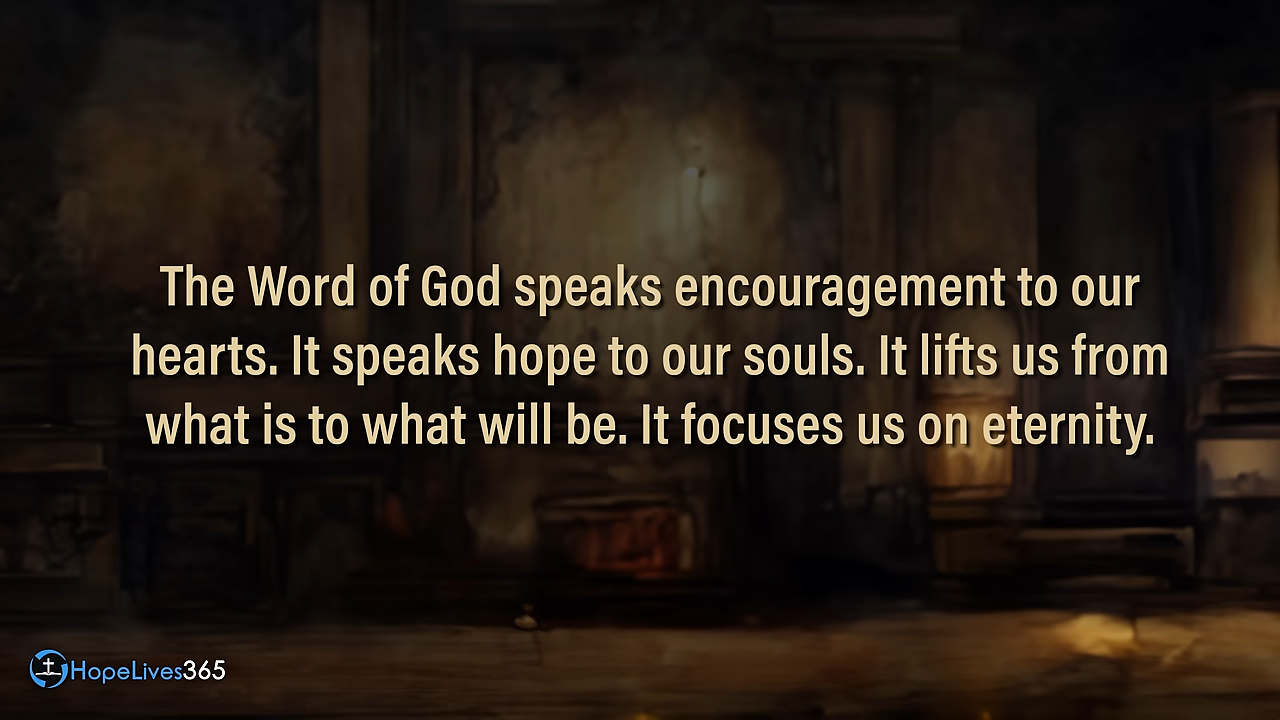 The Word of God speaks encouragement to our
hearts. It speaks hope to our souls. It lifts us from
what is to what will be. It focuses us on eternity.
HopeLives365